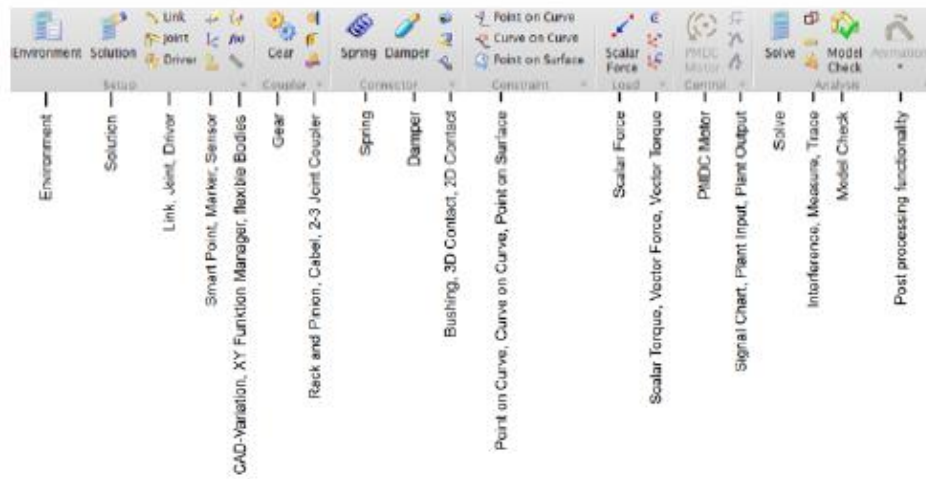 Link
Point on Curve
Joint
Curve on Curve
Environment Solution Driver Gear Spring Damper Point on Surface Scalar Force PMDC Motor Solve Model Check Animation
Setup Coupler Connector Constraint Load Control Analysis
Environment
Solution
Link, Joint, Driver
Smart Point, Marker, Sensor
CAD-Variation, XY Funktion Manager, flexible Bodies
Gear
Rack and Pinion, Cabel, 2-3 Joint Coupler
Spring
Damper
Bushing, 3D Contact, 2D Contact
Point on Curve, Curve on Curve, Point on Surface
Scalar Force
Scalar Torque, Vector Force, Vector Torque
PMDC Motor
Signal Chart, Plant Input, Plant Output
Solve
Interference, Measure, Trace
Model Check
Post processing functionality